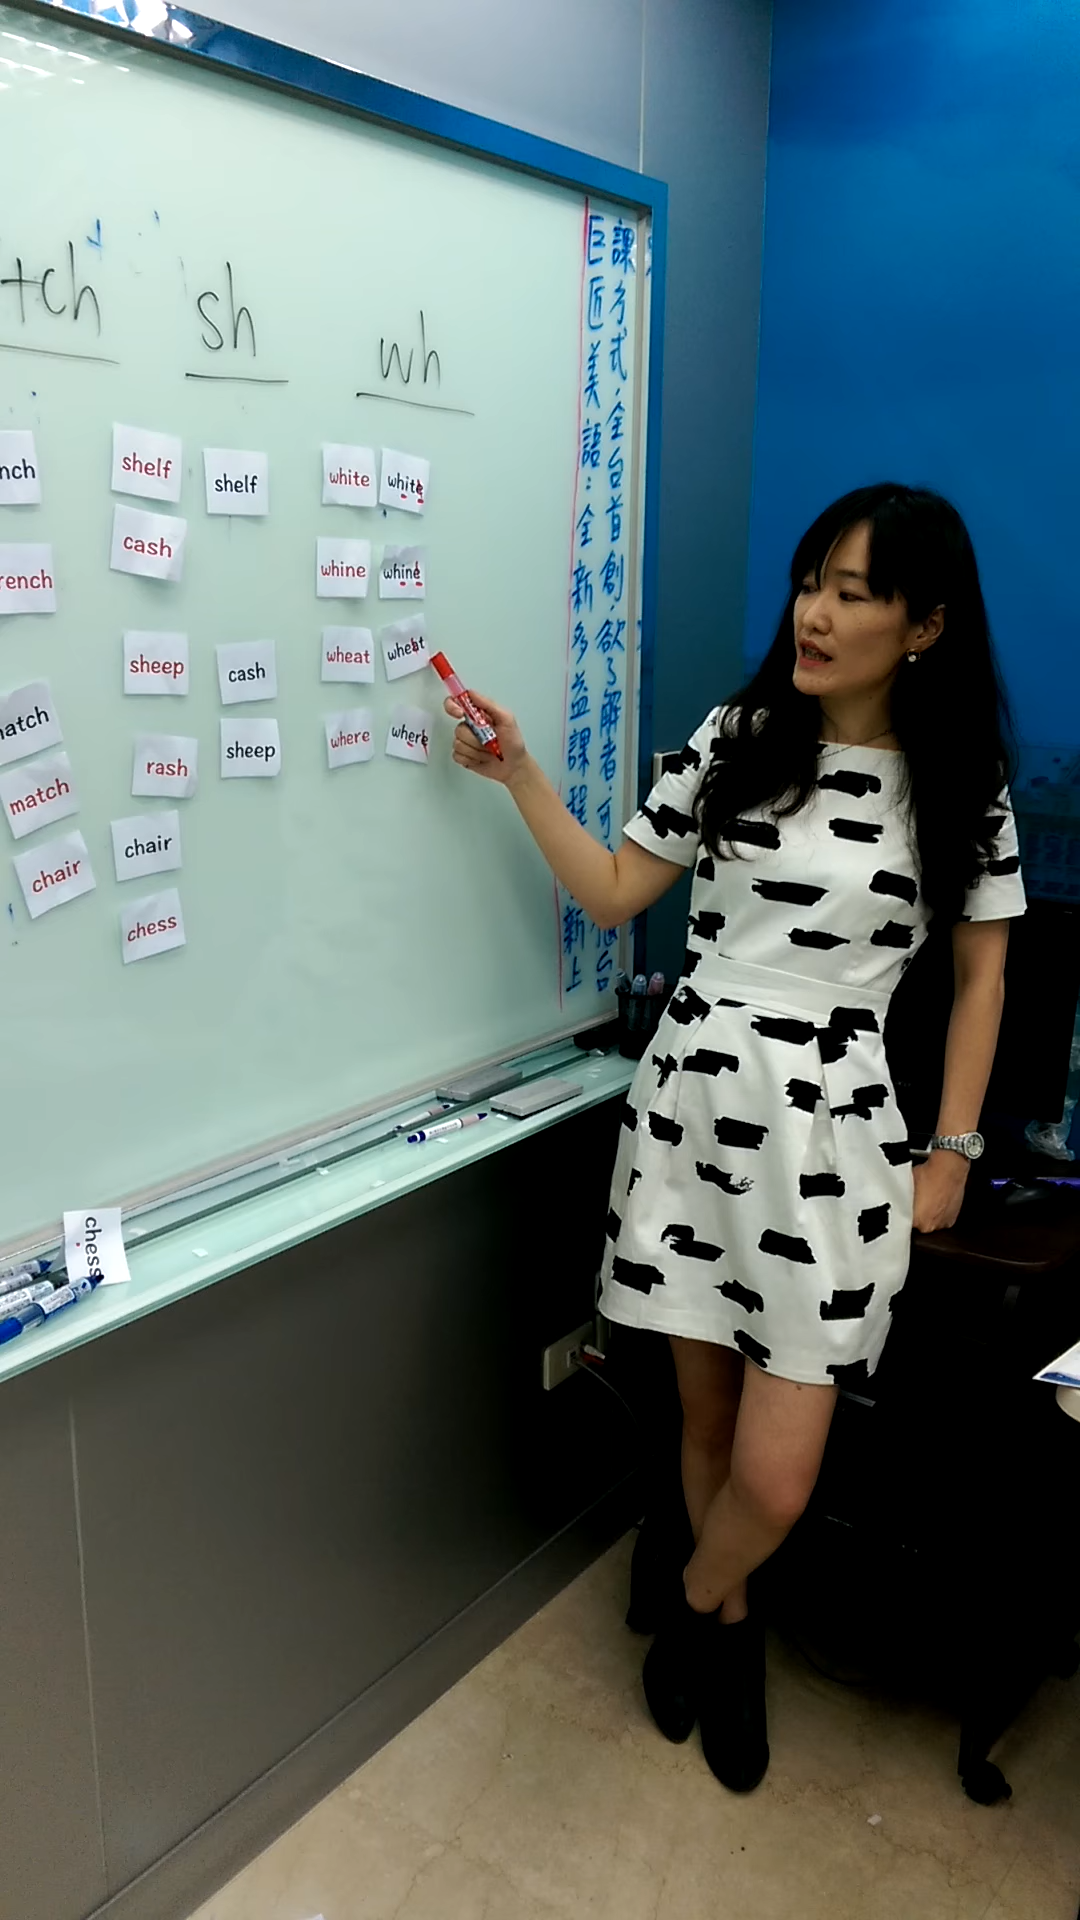 tch
sh
wh
nch
shelf
shelf
white
white
rench
cash
whine
whine
sheep
cash
wheat
wheat
natch
rash
sheep
where
where
match
chair
chair
chess
chess
巨匠美語：全新多益課程
新上
課方式，全台首創，欲了解者，可